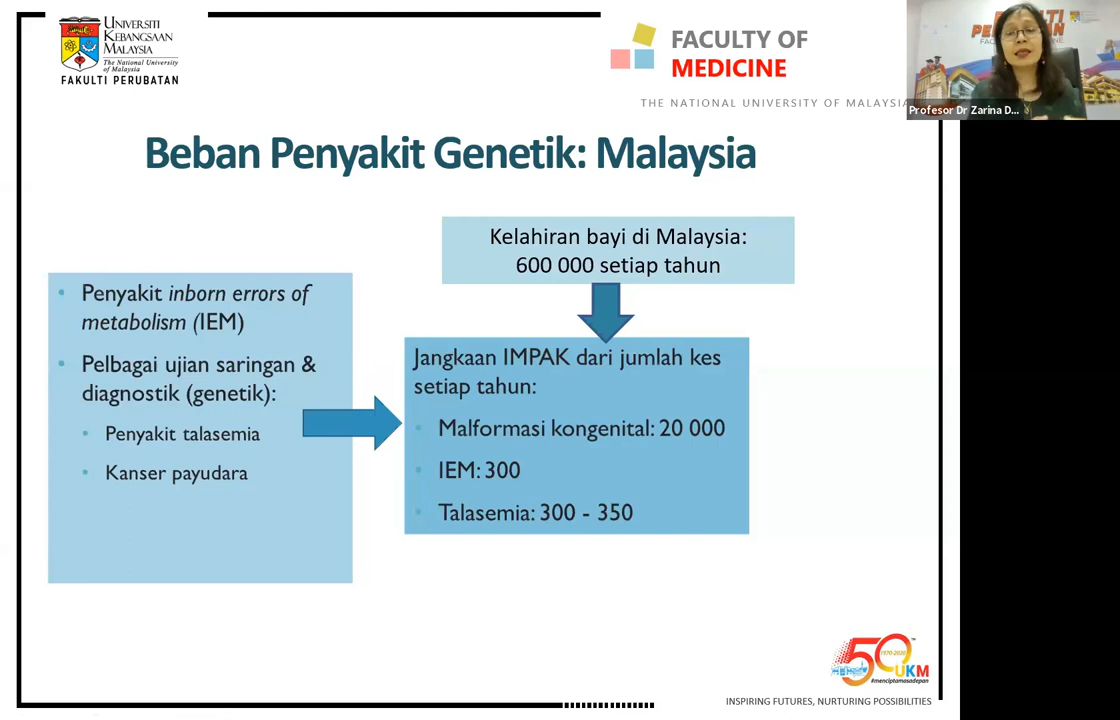 UNIVERSITI
KEBANGSAAN
MALAYSIA
The National University
of Malaysia
FAKULTI PERUBATAN
FACULTY OF
MEDICINE
THE NATIONAL UNIVERSITY OF MALAYSIA
Profesor Dr Zarina D...
Beban Penyakit Genetik: Malaysia
Kelahiran bayi di Malaysia:
600 000 setiap tahun
• Penyakit inborn errors of
metabolism (IEM)
• Pelbagai ujian saringan &
diagnostik (genetik):
• Penyakit talasemia
• Kanser payudara
Jangkaan IMPAK dari jumlah kes
setiap tahun:
• Malformasi kongenital: 20 000
• IEM: 300
• Talasemia: 300 - 350
50
1970-2020
UKM
#menciptamasadepan
INSPIRING FUTURES, NURTURING POSSIBILITIES